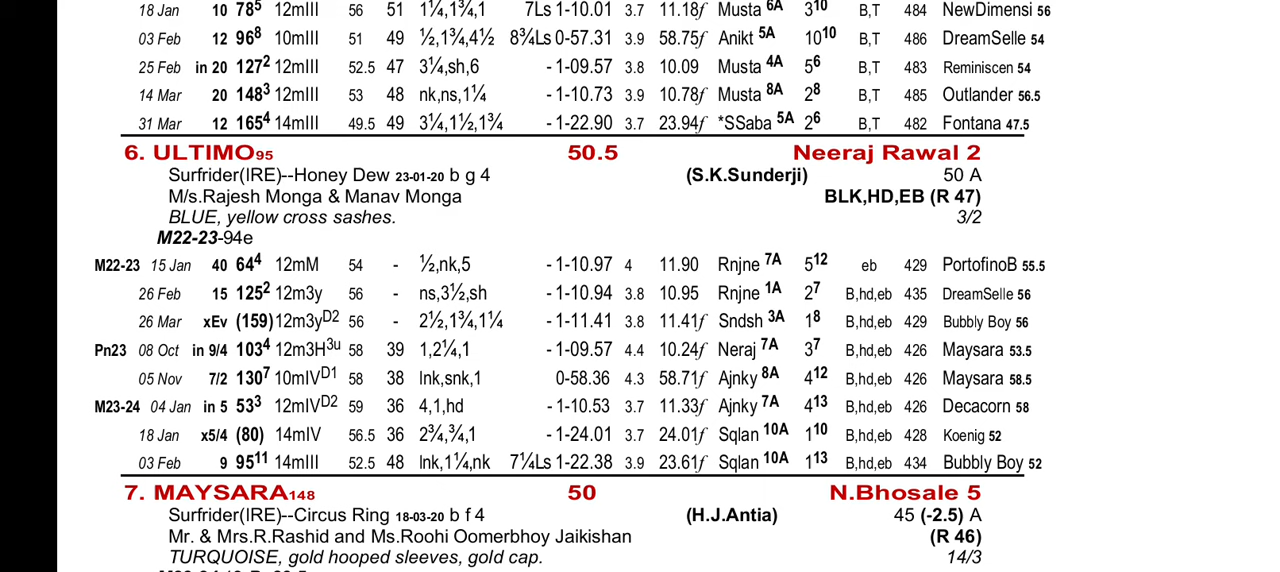 18 Jan 10 78⁵ 12mIII 56 51 1¼,1¾,1 7Ls 1-10.01 3.7 11.18f Musta 6A 3¹⁰ B,T 484 NewDimensi 56
03 Feb 12 96⁸ 10mIII 51 49 ½,1¾,4½ 8¾Ls 0-57.31 3.9 58.75f Anikt 5A 10¹⁰ B,T 486 DreamSelle 54
25 Feb in 20 127² 12mIII 52.5 47 3¼,sh,6 - 1-09.57 3.8 10.09 Musta 4A 5⁶ B,T 483 Reminiscen 54
14 Mar 20 148³ 12mIII 53 48 nk,ns,1¼ - 1-10.73 3.9 10.78f Musta 8A 2⁸ B,T 485 Outlander 56.5
31 Mar 12 165⁴ 14mIII 49.5 49 3¼,1½,1¾ - 1-22.90 3.7 23.94f *SSaba 5A 2⁶ B,T 482 Fontana 47.5
6. ULTIMO95 50.5 Neeraj Rawal 2
Surfrider(IRE)--Honey Dew 23-01-20 b g 4 (S.K.Sunderji) 50 A
M/s.Rajesh Monga & Manav Monga BLK,HD,EB (R 47)
BLUE, yellow cross sashes. 3/2
M22-23-94e
M22-23 15 Jan 40 64⁴ 12mM 54 - ½,nk,5 - 1-10.97 4 11.90 Rnjne 7A 5¹² eb 429 PortofinoB 55.5
26 Feb 15 125² 12m3y 56 - ns,3½,sh - 1-10.94 3.8 10.95 Rnjne 1A 2⁷ B,hd,eb 435 DreamSelle 56
26 Mar xEv (159) 12m3yD2 56 - 2½,1¾,1¼ - 1-11.41 3.8 11.41f Sndsh 3A 1⁸ B,hd,eb 429 Bubbly Boy 56
Pn23 08 Oct in 9/4 103⁴ 12m3H3u 58 39 1,2¼,1 - 1-09.57 4.4 10.24f Neraj 7A 3⁷ B,hd,eb 426 Maysara 53.5
05 Nov 7/2 130⁷ 10mIVD1 58 38 lnk,snk,1 0-58.36 4.3 58.71f Ajnky 8A 4¹² B,hd,eb 426 Maysara 58.5
M23-24 04 Jan in 5 53³ 12mIVD2 59 36 4,1,hd - 1-10.53 3.7 11.33f Ajnky 7A 4¹³ B,hd,eb 426 Decacorn 58
18 Jan x5/4 (80) 14mIV 56.5 36 2¾,¾,1 - 1-24.01 3.7 24.01f Sqlan 10A 1¹⁰ B,hd,eb 428 Koenig 52
03 Feb 9 95¹¹ 14mIII 52.5 48 lnk,1¼,nk 7¼Ls 1-22.38 3.9 23.61f Sqlan 10A 1¹³ B,hd,eb 434 Bubbly Boy 52
7. MAYSARA148 50 N.Bhosale 5
Surfrider(IRE)--Circus Ring 18-03-20 b f 4 (H.J.Antia) 45 (-2.5) A
Mr. & Mrs.R.Rashid and Ms.Roohi Oomerbhoy Jaikishan (R 46)
TURQUOISE, gold hooped sleeves, gold cap. 14/3